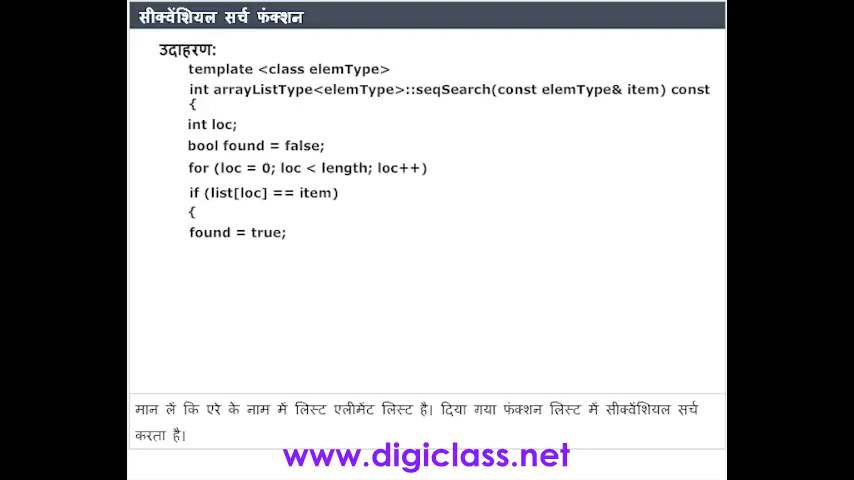 सीक्वेंशियल सर्च फंक्शन
उदाहरण:
template <class elemType>
int arrayListType<elemType>::seqSearch(const elemType& item) const
{
int loc;
bool found = false;
for (loc = 0; loc < length; loc++)
if (list[loc] == item)
{
found = true;
मान लें कि एरे के नाम में लिस्ट एलीमेंट लिस्ट है। दिया गया फंक्शन लिस्ट में सीक्वेंशियल सर्च
करता है।
www.digiclass.net